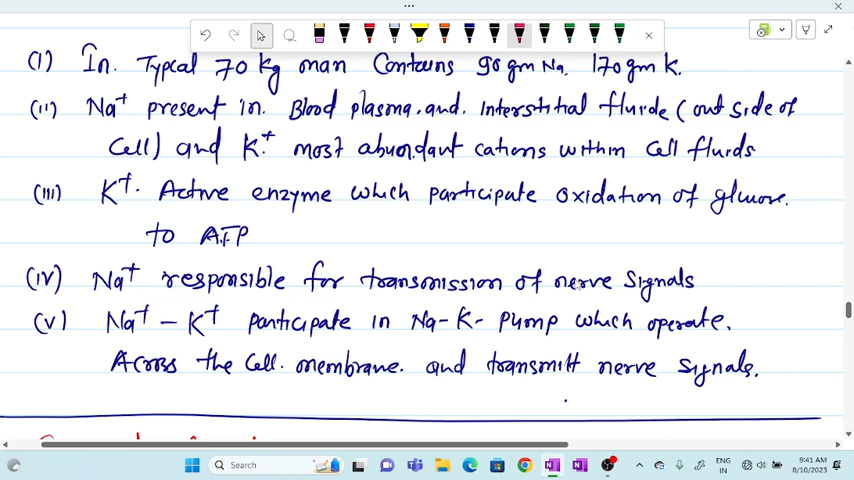 (i) In. Typcal 70 kg man Contains 90 gm Na. 170 gm K.
(ii) Na+ present in. Blood plasma. and. Interstitial fluide (out side of
Cell) and K+ most abundant cations within cell fluids
(iii) K+. Active enzyme which participate oxidation of glucose.
to ATP
(iv) Na+ responsible for transmission of nerve signals
(v) Na+ – K+ participate in Na-K- pump which operate.
Across the Cell. membrane. and transmitt nerve signals.
Search
ENG
IN
9:41 AM
8/10/2023